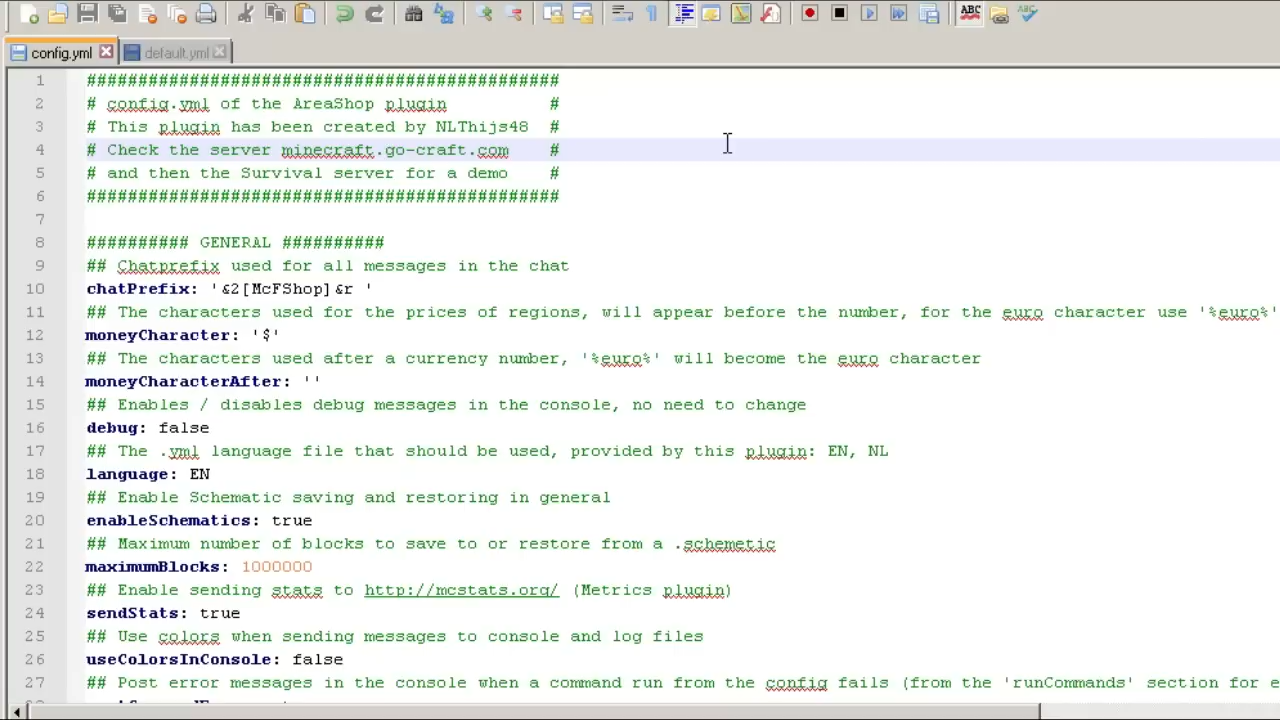 config.yml default.yml
1 ##############################################
2 # config.yml of the AreaShop plugin #
3 # This plugin has been created by NLThijs48 #
4 # Check the server minecraft.go-craft.com #
5 # and then the Survival server for a demo #
6 ##############################################
7
8 ########## GENERAL ##########
9 ## Chatprefix used for all messages in the chat
10 chatPrefix: '&2[McFShop]&r '
11 ## The characters used for the prices of regions, will appear before the number, for the euro character use '%euro%'
12 moneyCharacter: '$'
13 ## The characters used after a currency number, '%euro%' will become the euro character
14 moneyCharacterAfter: ''
15 ## Enables / disables debug messages in the console, no need to change
16 debug: false
17 ## The .yml language file that should be used, provided by this plugin: EN, NL
18 language: EN
19 ## Enable Schematic saving and restoring in general
20 enableSchematics: true
21 ## Maximum number of blocks to save to or restore from a .schemetic
22 maximumBlocks: 1000000
23 ## Enable sending stats to http://mcstats.org/ (Metrics plugin)
24 sendStats: true
25 ## Use colors when sending messages to console and log files
26 useColorsInConsole: false
27 ## Post error messages in the console when a command run from the config fails (from the 'runCommands' section for e